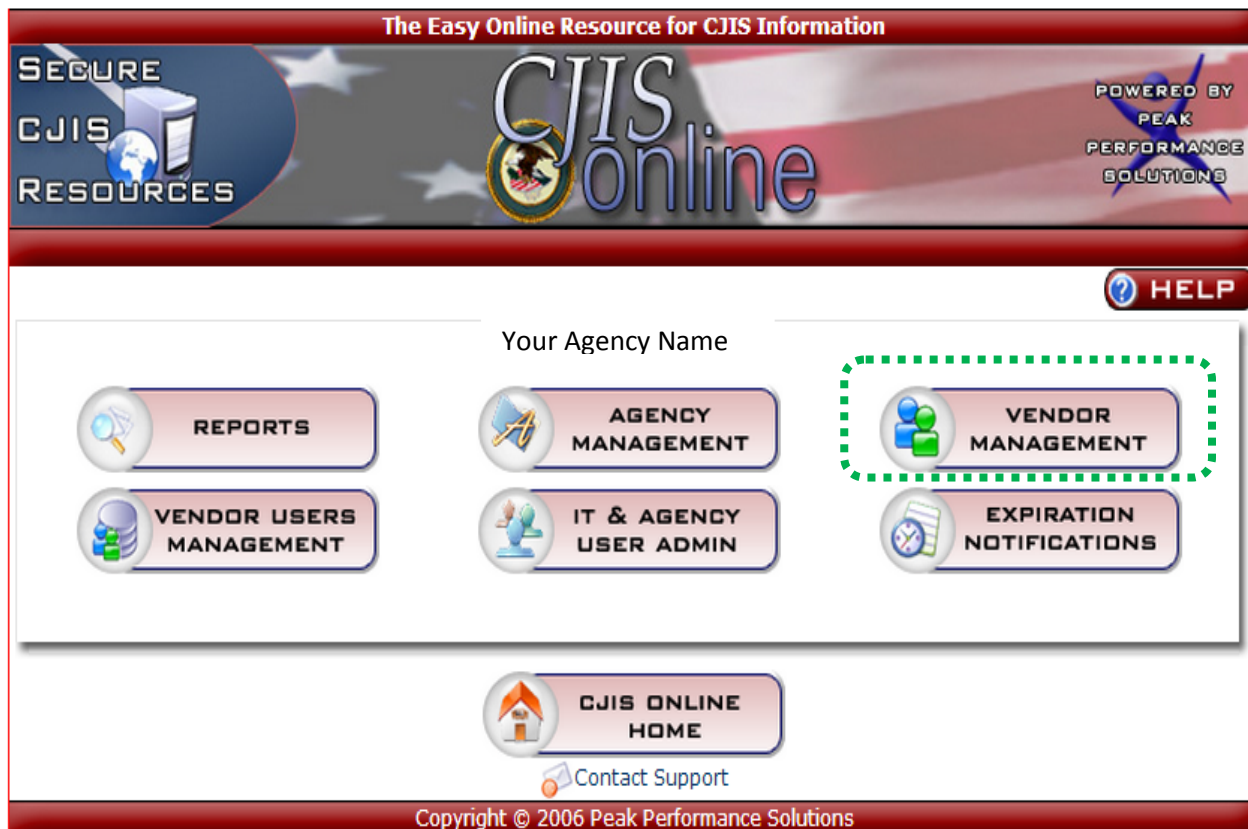 The Easy Online Resource for CJIS Information
SECURE
CJIS
RESOURCES
CJIS
online
POWERED BY
PEAK
PERFORMANCE
SOLUTIONS
? HELP
Your Agency Name
REPORTS
AGENCY
MANAGEMENT
VENDOR
MANAGEMENT
VENDOR USERS
MANAGEMENT
IT & AGENCY
USER ADMIN
EXPIRATION
NOTIFICATIONS
CJIS ONLINE
HOME
Contact Support
Copyright © 2006 Peak Performance Solutions